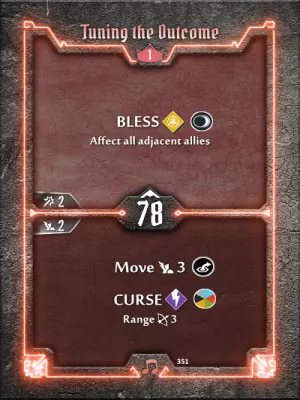 Tuning the Outcome
1
BLESS
Affect all adjacent allies
2
78
2
Move 3
CURSE
Range 3
351